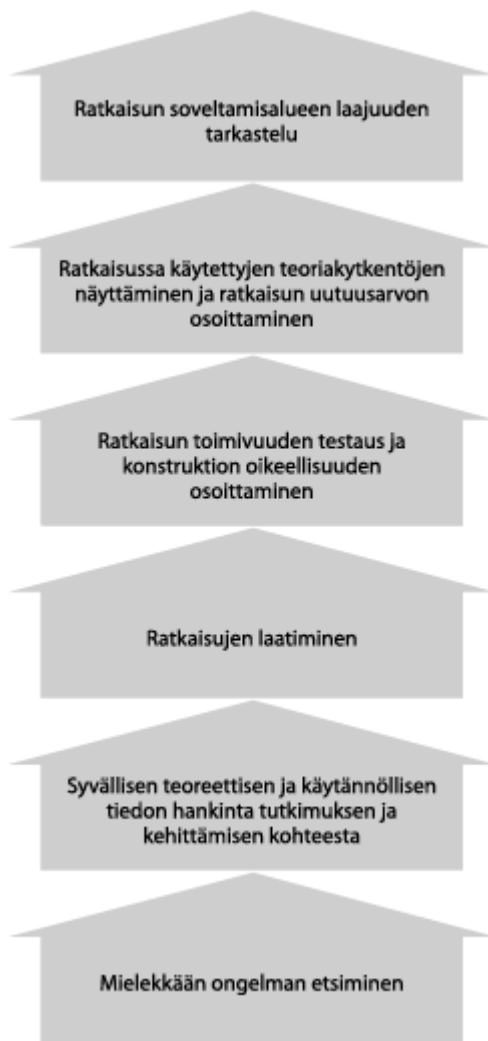 Ratkaisun soveltamisalueen laajuuden
tarkastelu
Ratkaisussa käytettyjen teoriakytkentöjen
näyttäminen ja ratkaisun uutuusarvon
osoittaminen
Ratkaisun toimivuuden testaus ja
konstruktion oikeellisuuden
osoittaminen
Ratkaisujen laatiminen
Syvällisen teoreettisen ja käytännöllisen
tiedon hankinta tutkimuksen ja
kehittämisen kohteesta
Mielekkään ongelman etsiminen